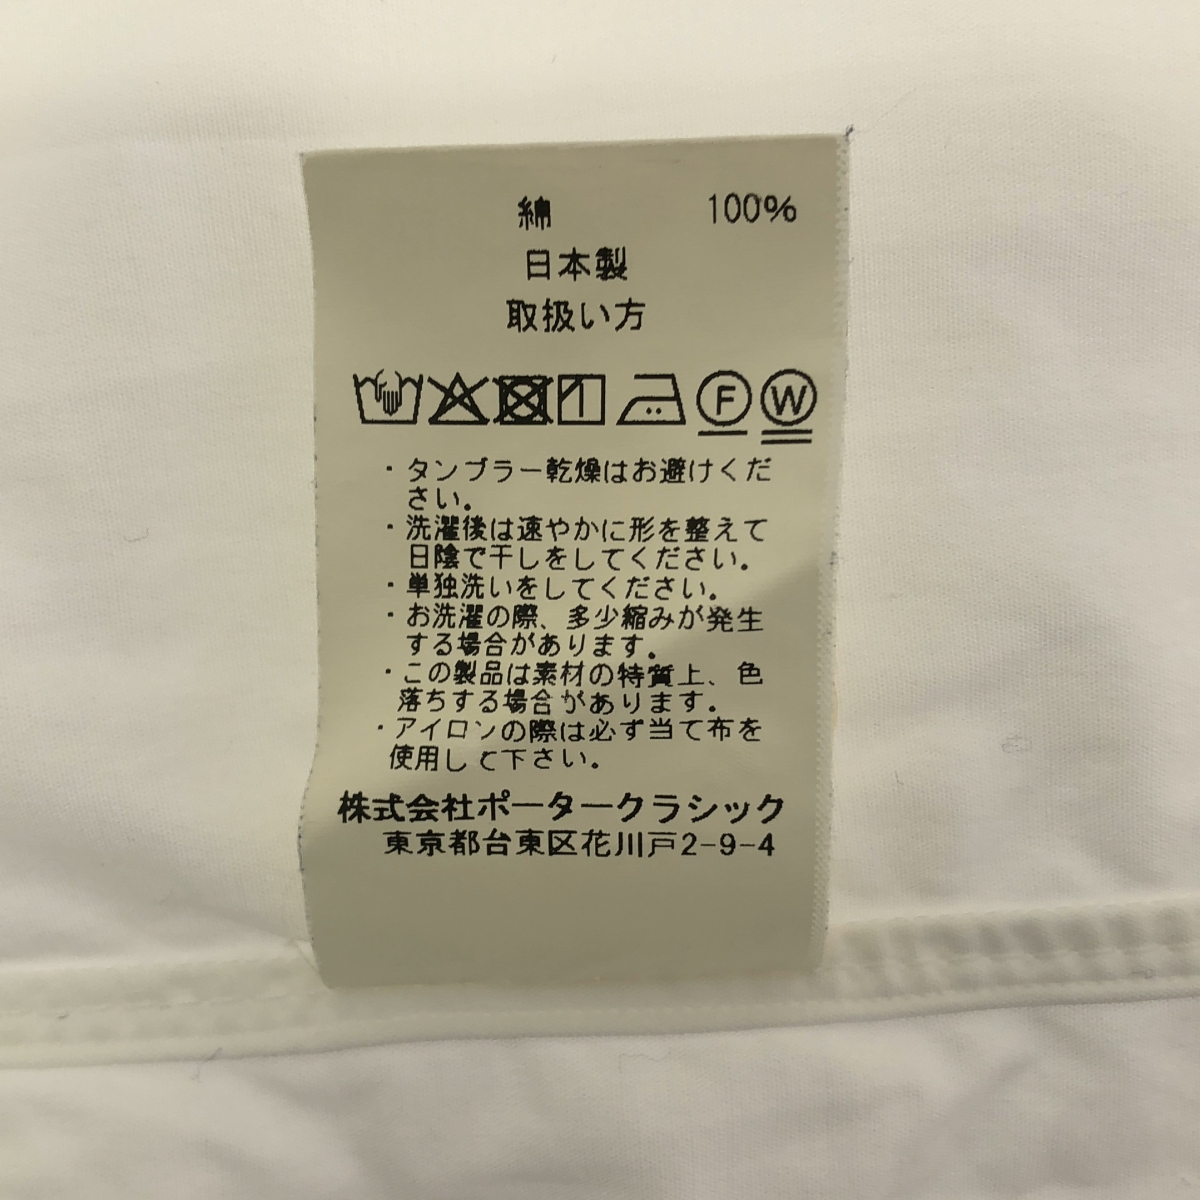 綿 100%
日本製
取扱い方
F W
・タンブラー乾燥はお避けくだ
さい。
・洗濯後は速やかに形を整えて
日陰で干しをしてください。
・単独洗いをしてください。
・お洗濯の際、多少縮みが発生
する場合があります。
・この製品は素材の特質上、色
落ちする場合があります。
・アイロンの際は必ず当て布を
使用して下さい。
株式会社ポータークラシック
東京都台東区花川戸2-9-4